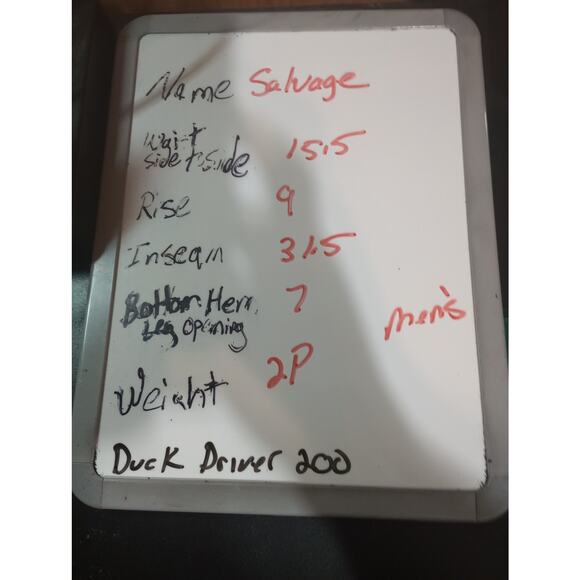 Name Salvage
Waist
side to side 15.5
Rise 9
Inseam 31.5
Bottom Hem 7
Leg Opening
men's
Weight 2P
Duck Driver 200